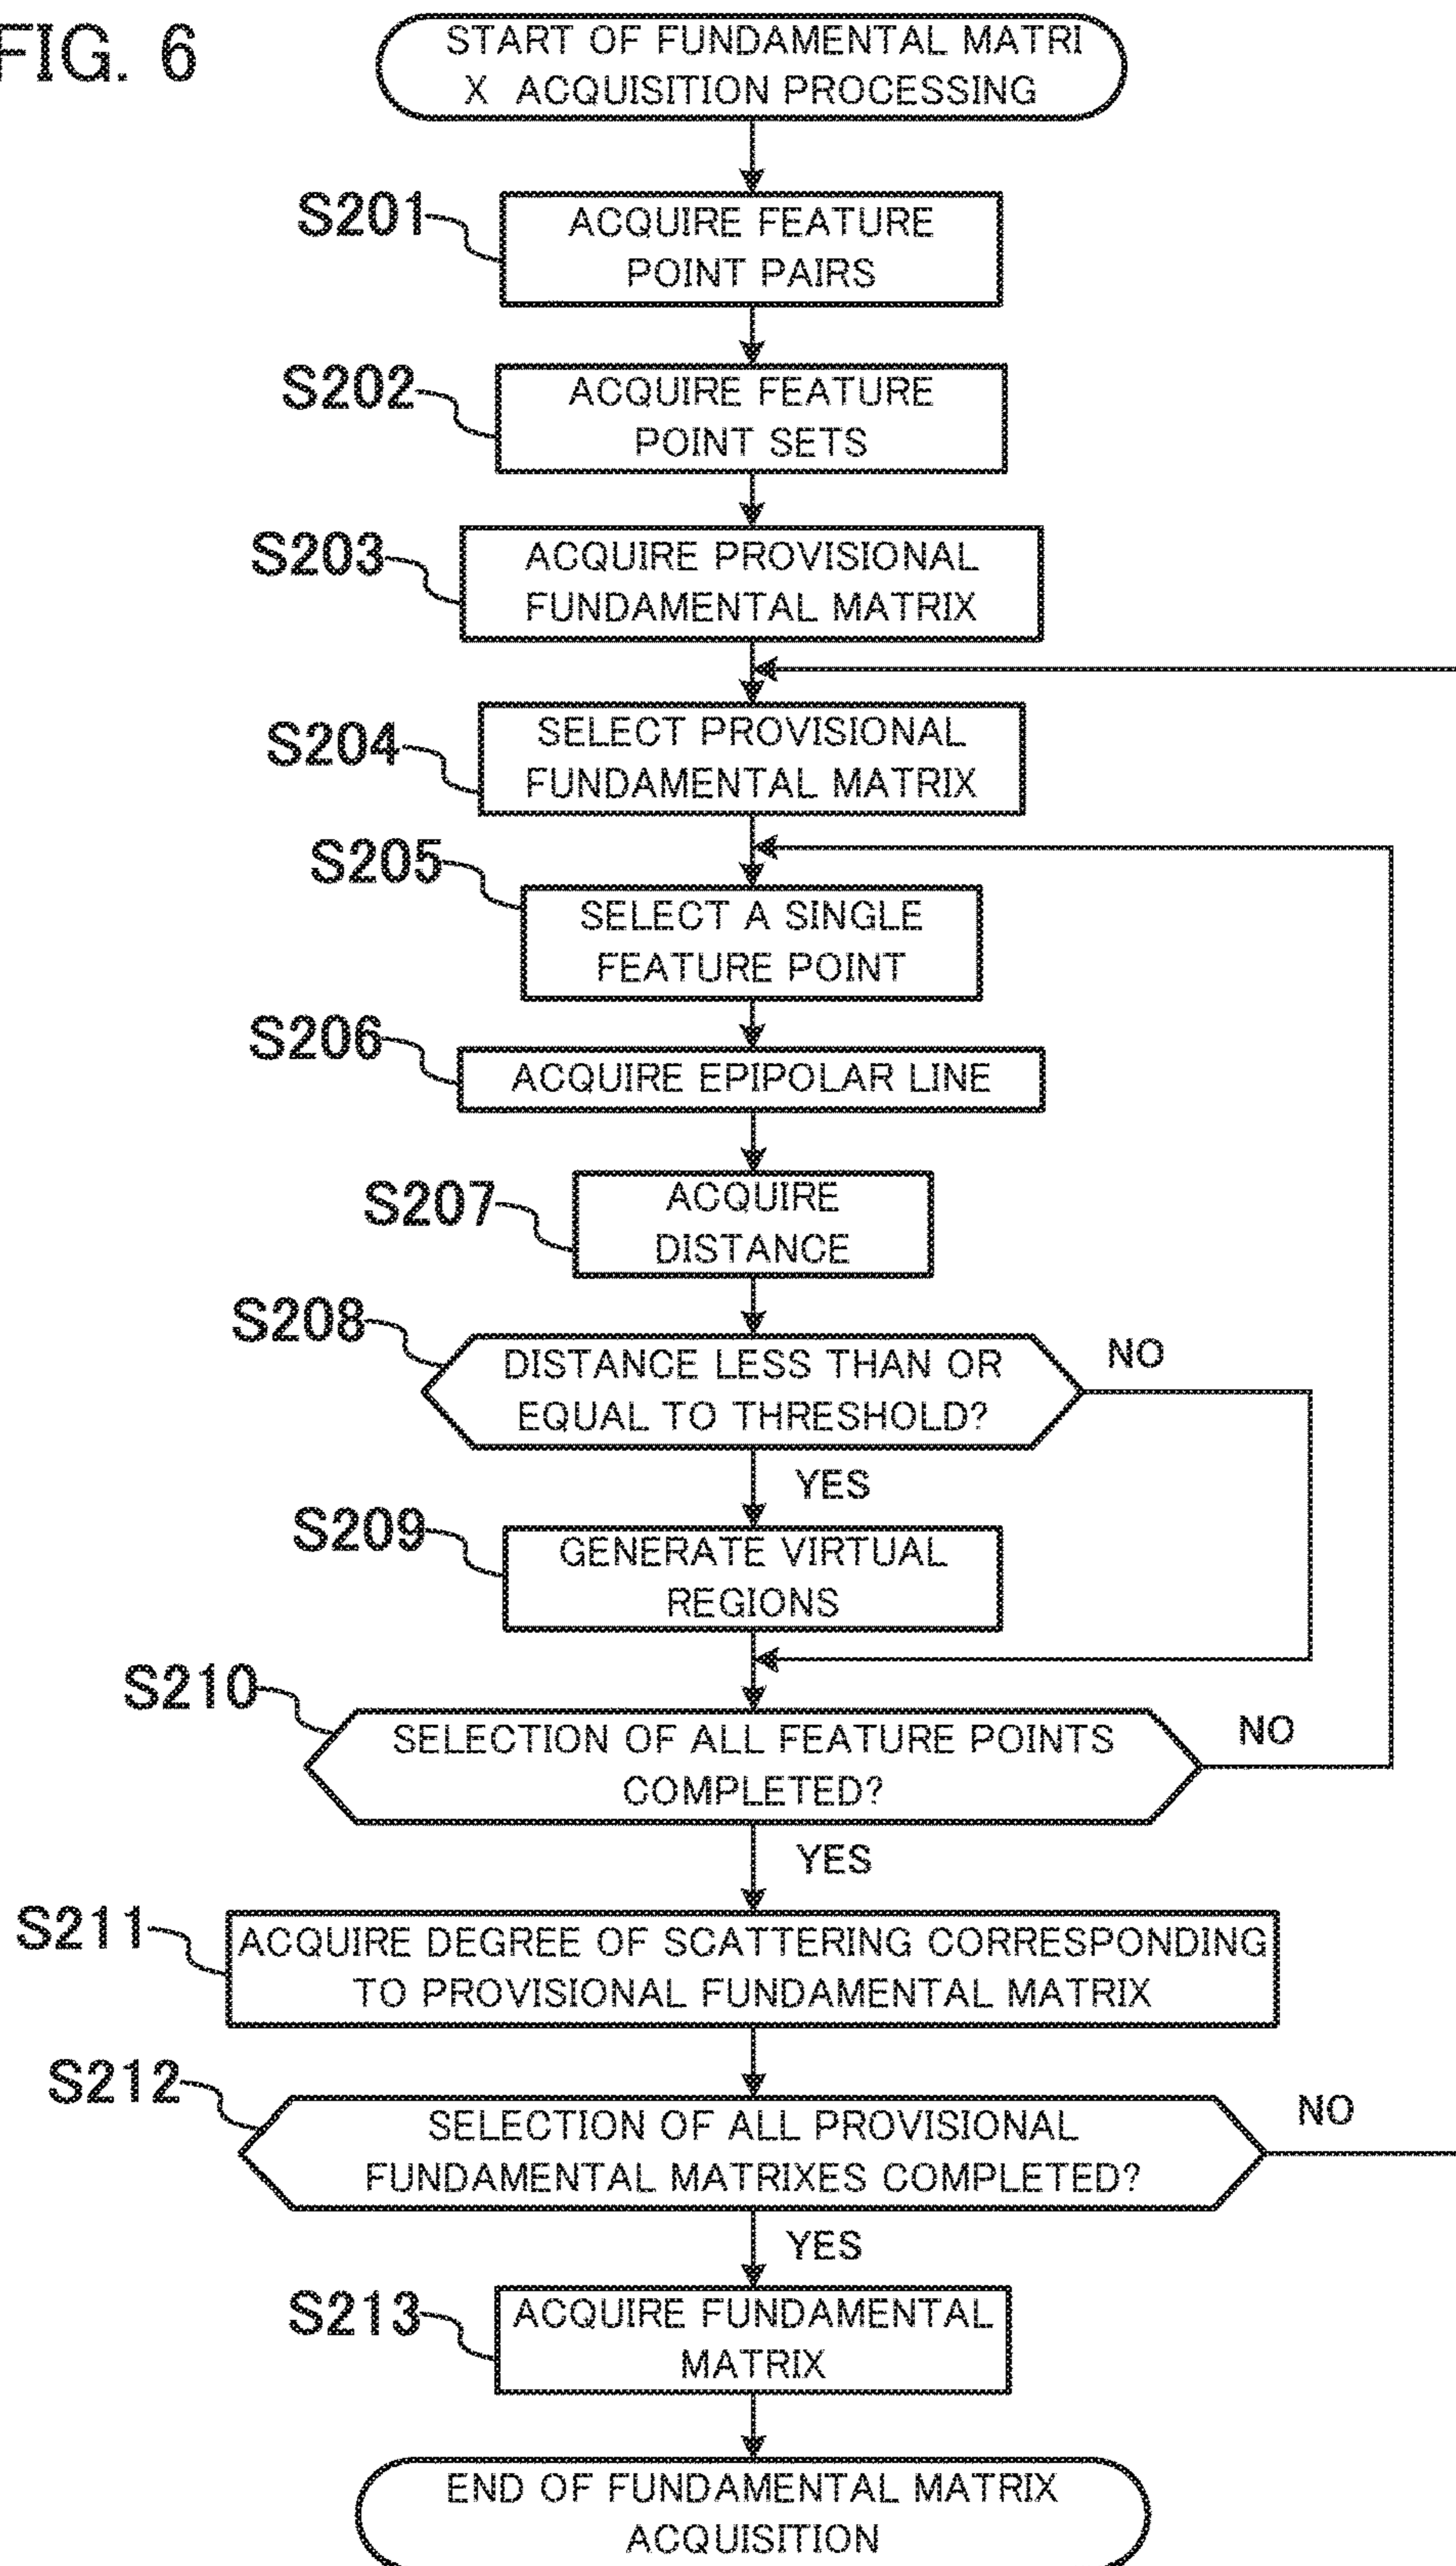 FIG. 6
START OF FUNDAMENTAL MATRI
X ACQUISITION PROCESSING
S201
ACQUIRE FEATURE
POINT PAIRS
S202
ACQUIRE FEATURE
POINT SETS
S203
ACQUIRE PROVISIONAL
FUNDAMENTAL MATRIX
S204
SELECT PROVISIONAL
FUNDAMENTAL MATRIX
S205
SELECT A SINGLE
FEATURE POINT
S206
ACQUIRE EPIPOLAR LINE
S207
ACQUIRE
DISTANCE
S208
DISTANCE LESS THAN OR
EQUAL TO THRESHOLD?
NO
YES
S209
GENERATE VIRTUAL
REGIONS
S210
SELECTION OF ALL FEATURE POINTS
COMPLETED?
NO
YES
S211
ACQUIRE DEGREE OF SCATTERING CORRESPONDING
TO PROVISIONAL FUNDAMENTAL MATRIX
S212
SELECTION OF ALL PROVISIONAL
FUNDAMENTAL MATRIXES COMPLETED?
NO
YES
S213
ACQUIRE FUNDAMENTAL
MATRIX
END OF FUNDAMENTAL MATRIX
ACQUISITION